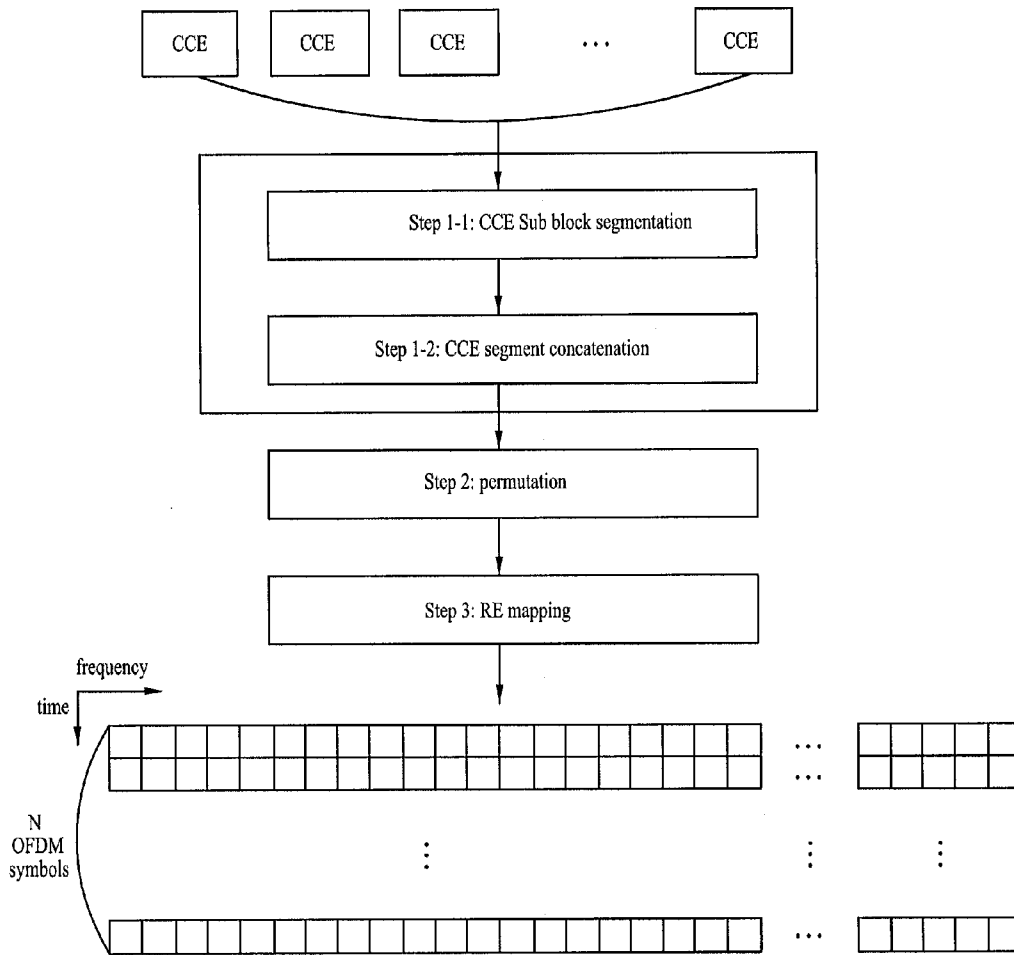 CCE CCE CCE ... CCE
Step 1-1: CCE Sub block segmentation
Step 1-2: CCE segment concatenation
Step 2: permutation
Step 3: RE mapping
frequency
time
... ...
... ...
N
OFDM
symbols
... ...